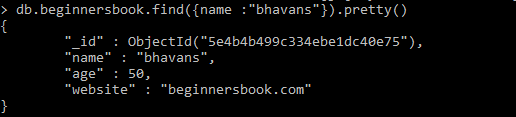 > db.beginnersbook.find({name :"bhavans"}).pretty()
{
        "_id" : ObjectId("5e4b4b499c334ebe1dc40e75"),
        "name" : "bhavans",
        "age" : 50,
        "website" : "beginnersbook.com"
}